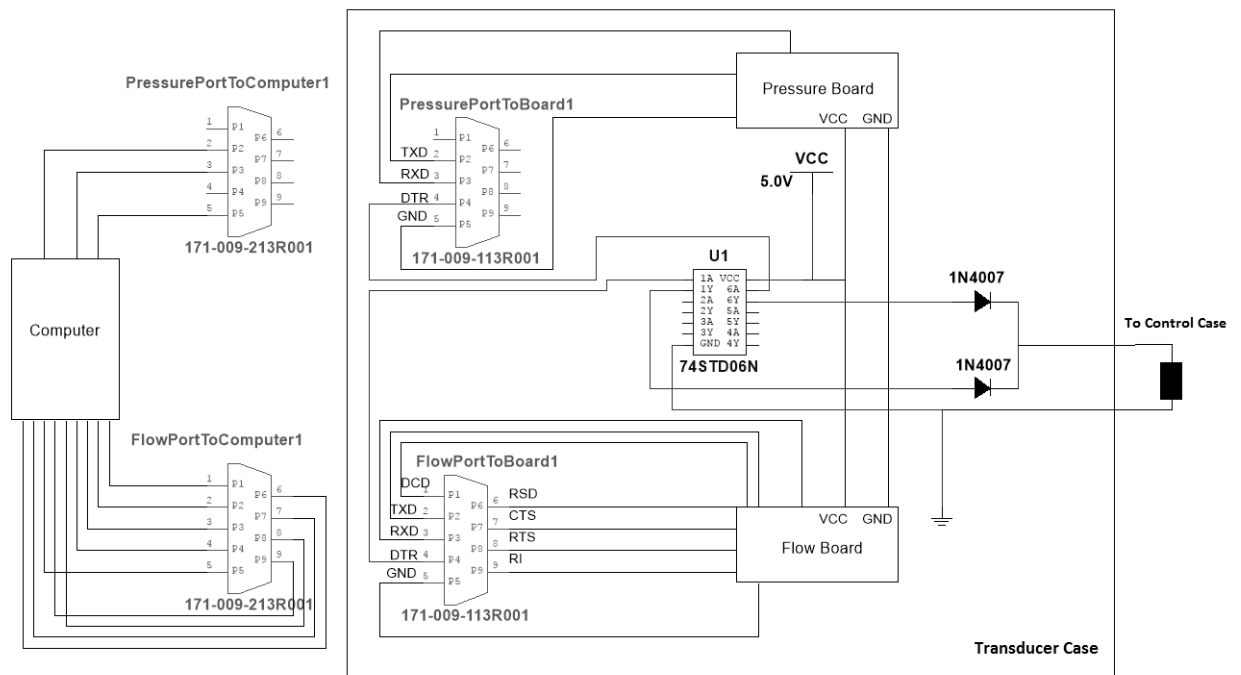 PressurePortToComputer1
1
2
3
4
5
P1
P2
P3
P4
P5
P6
P7
P8
P9
6
7
8
9
171-009-213R001
Computer
FlowPortToComputer1
1
2
3
4
5
P1
P2
P3
P4
P5
P6
P7
P8
P9
6
7
8
9
171-009-213R001
PressurePortToBoard1
1
TXD 2
RXD 3
DTR 4
GND 5
P1
P2
P3
P4
P5
P6
P7
P8
P9
6
7
8
9
171-009-113R001
Pressure Board
VCC GND
VCC
5.0V
U1
1A VCC
1Y 6A
2A 6Y
2Y 5A
3A 5Y
3Y 4A
GND 4Y
74STD06N
1N4007
1N4007
To Control Case
FlowPortToBoard1
DCD 1
TXD 2
RXD 3
DTR 4
GND 5
P1
P2
P3
P4
P5
P6
P7
P8
P9
6 RSD
7 CTS
8 RTS
9 RI
171-009-113R001
VCC GND
Flow Board
Transducer Case